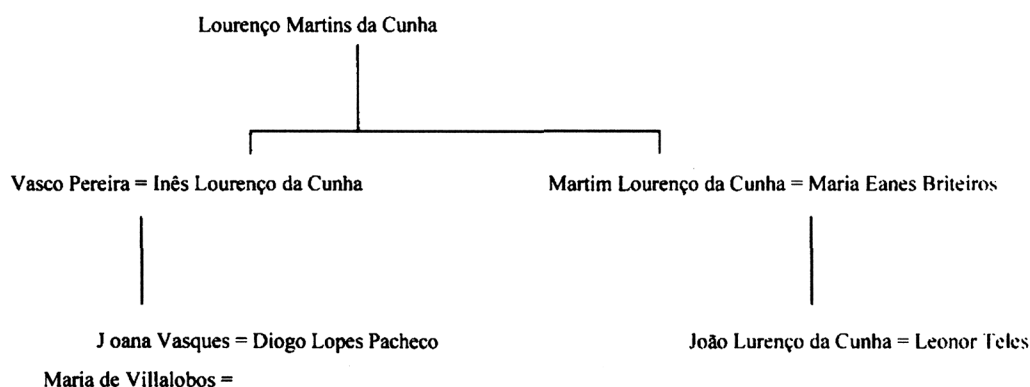 Lourenço Martins da Cunha
Vasco Pereira = Inês Lourenço da Cunha
Martim Lourenço da Cunha = Maria Eanes Briteiros
J oana Vasques = Diogo Lopes Pacheco
João Lurenço da Cunha = Leonor Teles
Maria de Villalobos =